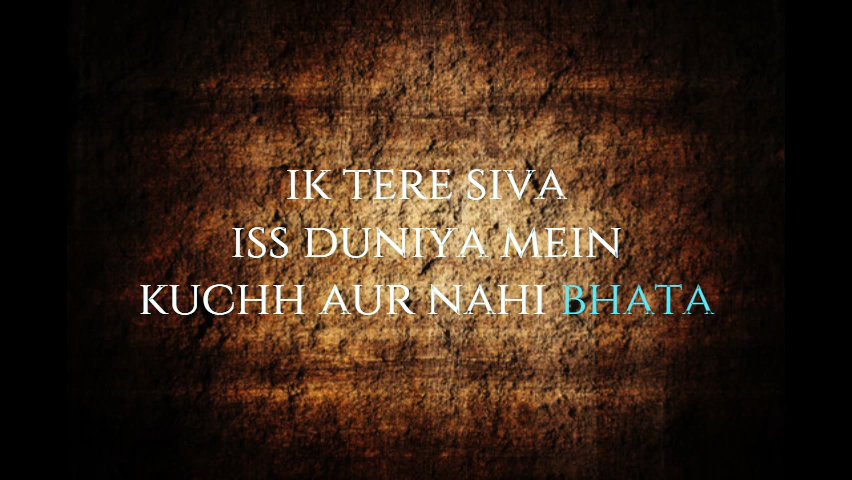 IK TERE SIVA
ISS DUNIYA MEIN
KUCHH AUR NAHI BHATA